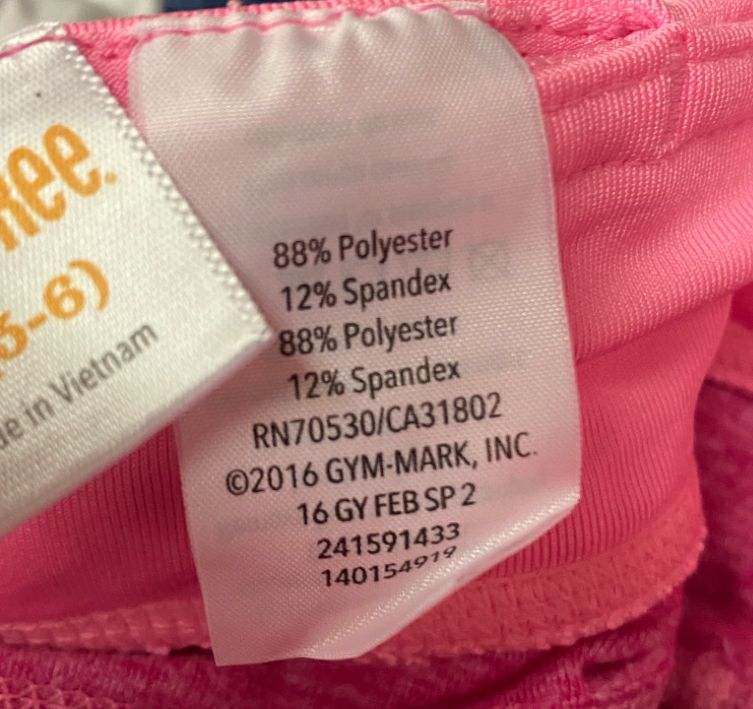 ee.
5-6)
de in Vietnam
88% Polyester
12% Spandex
88% Polyester
12% Spandex
RN70530/CA31802
©2016 GYM-MARK, INC.
16 GY FEB SP 2
241591433
140154919